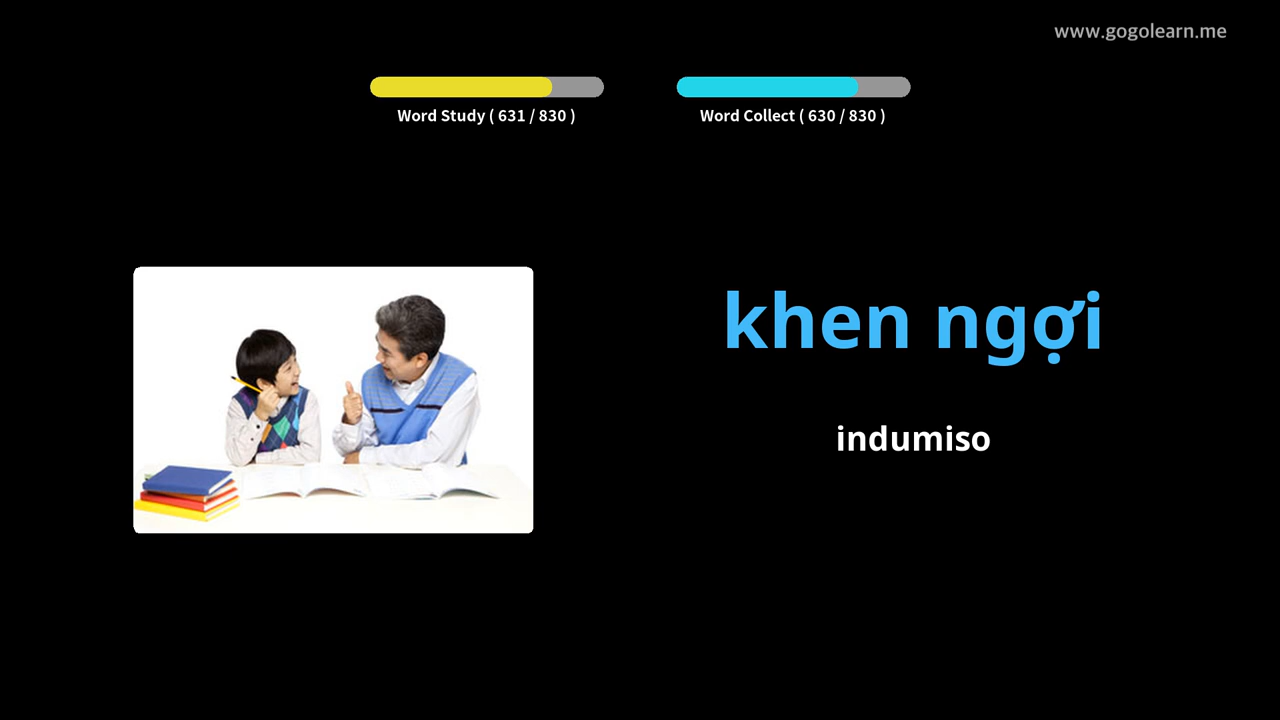 www.gogolearn.me
Word Study ( 631 / 830 )
Word Collect ( 630 / 830 )
khen ngợi
indumiso